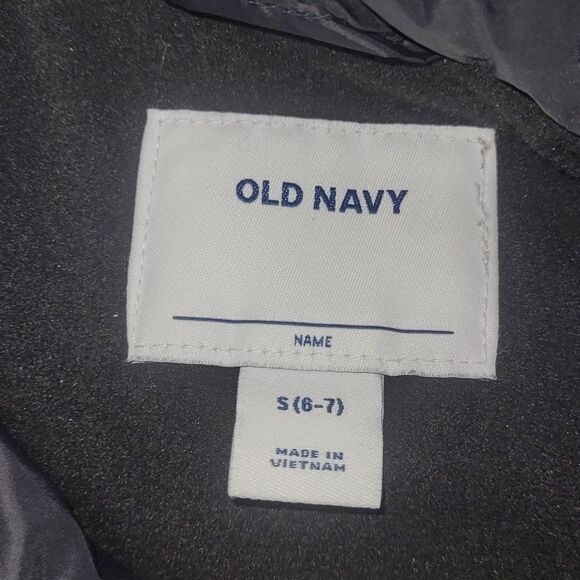 OLD NAVY
NAME
S (6-7)
MADE IN
VIETNAM